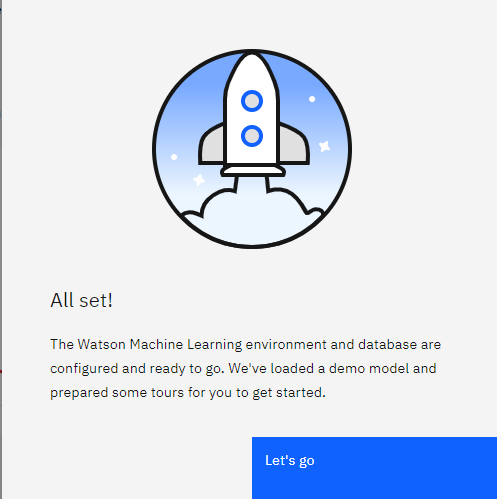 All set!
The Watson Machine Learning environment and database are
configured and ready to go. We've loaded a demo model and
prepared some tours for you to get started.
Let's go